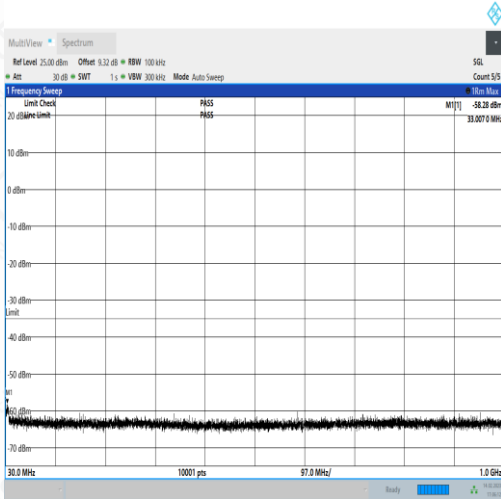 MultiView Spectrum
Ref Level 25.00 dBm Offset 9.32 dB RBW 100 kHz SGL
Att 30 dB SWT 1 s VBW 300 kHz Mode Auto Sweep Count 5/5
1 Frequency Sweep 1Rm Max
Limit Check PASS M1[1] -58.28 dBm
20 dBm Line Limit PASS 33.0070 MHz
10 dBm
0 dBm
-10 dBm
-20 dBm
-30 dBm
Limit
-40 dBm
-50 dBm
M1
-60 dBm
-70 dBm
30.0 MHz 10001 pts 97.0 MHz/ 1.0 GHz
Ready